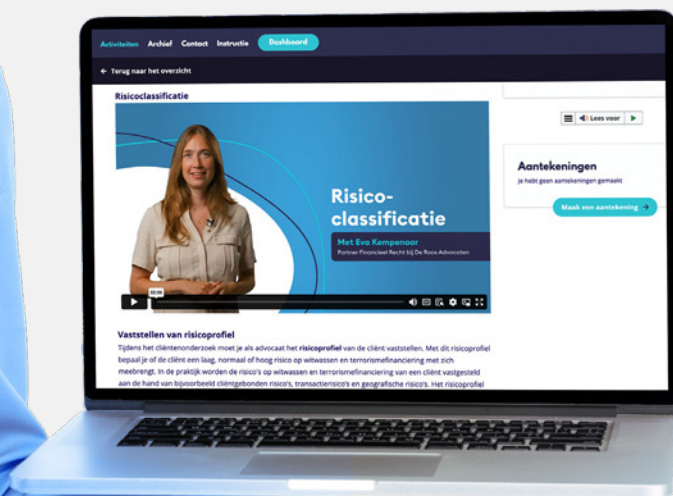 Activiteiten Archief Contact Instructie Dashboard
← Terug naar het overzicht
Risicoclassificatie
Lees voor
Aantekeningen
Je hebt geen aantekeningen gemaakt
Maak een aantekening →
Risico-
classificatie
Met Eva Kempenaar
Partner Financieel Recht bij De Roos Advocaten
00:00
Vaststellen van risicoprofiel
Tijdens het cliëntenonderzoek moet je als advocaat het risicoprofiel van de cliënt vaststellen. Met dit risicoprofiel
bepaal je of de cliënt een laag, normaal of hoog risico op witwassen en terrorismefinanciering met zich
meebrengt. In de praktijk worden de risico's op witwassen en terrorismefinanciering van een cliënt vastgesteld
aan de hand van bijvoorbeeld cliëntgebonden risico's, transactierisico's en geografische risico's. Het risicoprofiel